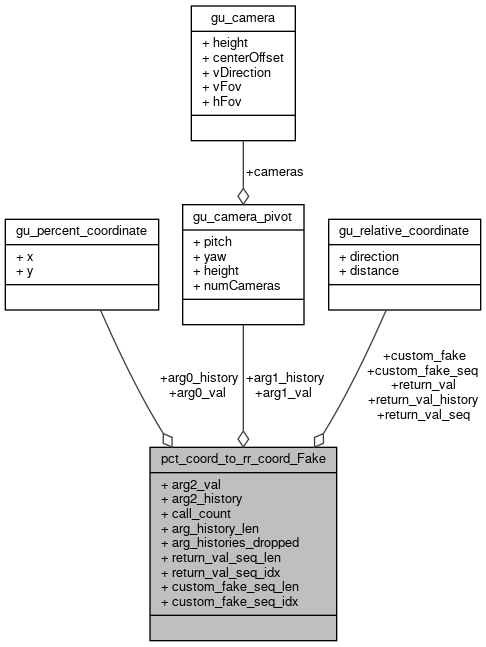 gu_camera
+ height
+ centerOffset
+ vDirection
+ vFov
+ hFov
+cameras
gu_percent_coordinate
+ x
+ y
gu_camera_pivot
+ pitch
+ yaw
+ height
+ numCameras
gu_relative_coordinate
+ direction
+ distance
+arg0_history
+arg0_val
+arg1_history
+arg1_val
+custom_fake
+custom_fake_seq
+return_val
+return_val_history
+return_val_seq
pct_coord_to_rr_coord_Fake
+ arg2_val
+ arg2_history
+ call_count
+ arg_history_len
+ arg_histories_dropped
+ return_val_seq_len
+ return_val_seq_idx
+ custom_fake_seq_len
+ custom_fake_seq_idx